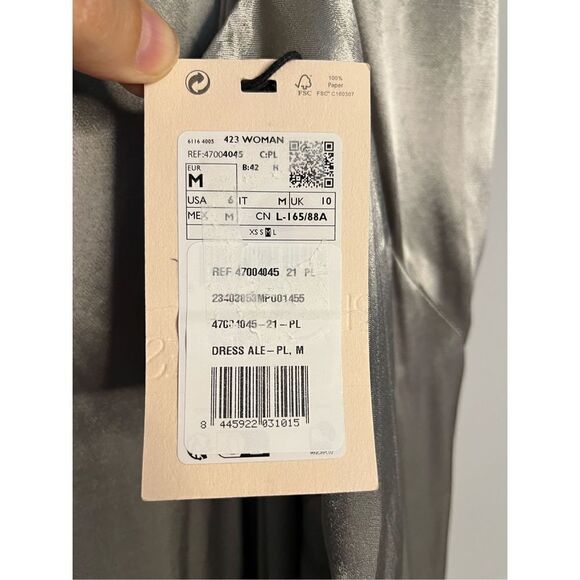 FSC
100%
Paper
FSC® C160307
6116 4005 423 WOMAN
REF:47004045 C:PL
EUR
M
B:42 H
USA 6 IT M UK 10
MEX M CN L-165/88A
XS S M L
REF 47004045 21 PL
47004045-21-PL
DRESS ALE-PL, M
8 445922 031015